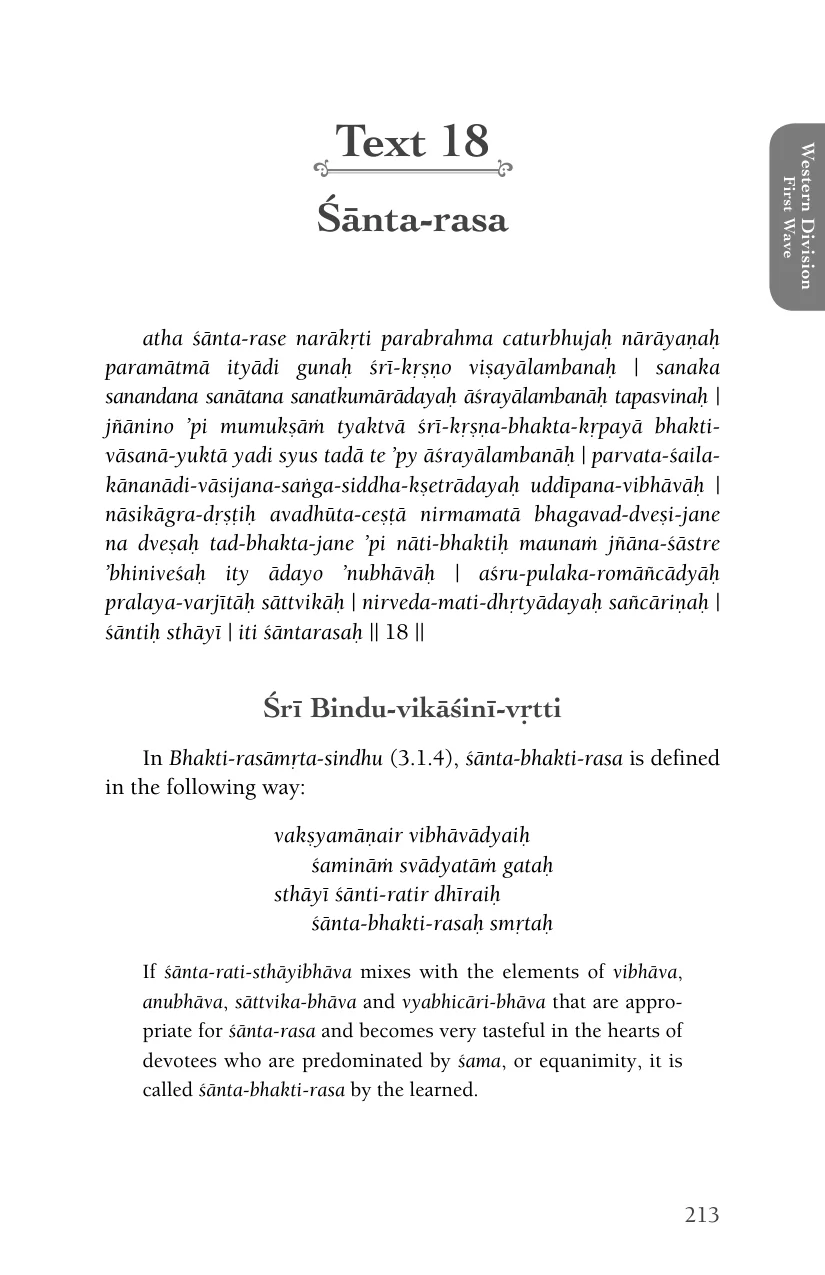 Text 18
Śānta-rasa
Western Division
First Wave
atha śānta-rase narākṛti parabrahma caturbhujaḥ nārāyaṇaḥ
paramātmā ityādi gunaḥ śrī-kṛṣṇo viṣayālambanaḥ | sanaka
sanandana sanātana sanatkumārādayaḥ āśrayālambanāḥ tapasvinaḥ |
jñānino ’pi mumukṣāṁ tyaktvā śrī-kṛṣṇa-bhakta-kṛpayā bhakti-
vāsanā-yuktā yadi syus tadā te ’py āśrayālambanāḥ | parvata-śaila-
kānanādi-vāsijana-saṅga-siddha-kṣetrādayaḥ uddīpana-vibhāvāḥ |
nāsikāgra-dṛṣṭiḥ avadhūta-ceṣṭā nirmamatā bhagavad-dveṣi-jane
na dveṣaḥ tad-bhakta-jane ’pi nāti-bhaktiḥ maunaṁ jñāna-śāstre
’bhiniveśaḥ ity ādayo ’nubhāvāḥ | aśru-pulaka-romāñcādyāḥ
pralaya-varjītāḥ sāttvikāḥ | nirveda-mati-dhṛtyādayaḥ sañcāriṇaḥ |
śāntiḥ sthāyī | iti śāntarasaḥ || 18 ||
Śrī Bindu-vikāśinī-vṛtti
In Bhakti-rasāmṛta-sindhu (3.1.4), śānta-bhakti-rasa is defined
in the following way:
vakṣyamāṇair vibhāvādyaiḥ
śamināṁ svādyatāṁ gataḥ
sthāyī śānti-ratir dhīraiḥ
śānta-bhakti-rasaḥ smṛtaḥ
If śānta-rati-sthāyibhāva mixes with the elements of vibhāva,
anubhāva, sāttvika-bhāva and vyabhicāri-bhāva that are appro-
priate for śānta-rasa and becomes very tasteful in the hearts of
devotees who are predominated by śama, or equanimity, it is
called śānta-bhakti-rasa by the learned.
213